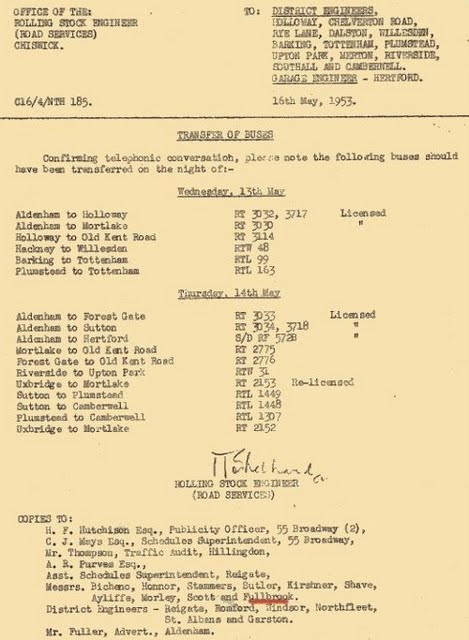 OFFICE OF THE: TO: DISTRICT ENGINEERS.
ROLLING STOCK ENGINEER HOLLOWAY, CHELVERTON ROAD,
(ROAD SERVICES) RYE LANE, DALSTON, WILLESDEN,
CHISWICK. BARKING, TOTTENHAM, PLUMSTEAD,
UPTON PARK, MERTON, RIVERSIDE,
SOUTHALL AND CAMBERWELL.
GARAGE ENGINEER - HERTFORD.
C16/4/NTH 185. 16th May, 1953.
TRANSFER OF BUSES
Confirming telephonic conversation, please note the following buses should
have been transferred on the night of:-
Wednesday, 13th May
Aldenham to Holloway RT 3032, 3717 Licensed
Aldenham to Mortlake RT 3030 "
Holloway to Old Kent Road RT 3114
Hackney to Willesden RTW 48
Barking to Tottenham RTL 99
Plumstead to Tottenham RTL 163
Thursday, 14th May
Aldenham to Forest Gate RT 3033 Licensed
Aldenham to Sutton RT 3034, 3718 "
Aldenham to Hertford S/D RF 572B "
Mortlake to Old Kent Road RT 2775
Forest Gate to Old Kent Road RT 2776
Riverside to Upton Park RTW 31
Uxbridge to Mortlake RT 2153 Re-licensed
Sutton to Plumstead RTL 1449
Sutton to Camberwell RTL 1448
Plumstead to Camberwell RTL 1307
Uxbridge to Mortlake RT 2152
ROLLING STOCK ENGINEER
(ROAD SERVICES)
COPIES TO:
H. F. Hutchison Esq., Publicity Officer, 55 Broadway (2),
C. J. Mays Esq., Schedules Superintendent, 55 Broadway,
Mr. Thompson, Traffic Audit, Hillingdon,
A. R. Purves Esq.,
Asst. Schedules Superintendent, Reigate,
Messrs. Bicheno, Honnor, Stammers, Butler, Kirshner, Shave,
Ayliffe, Morley, Scott and Fullbrook.
District Engineers - Reigate, Romford, Windsor, Northfleet,
St. Albans and Garston.
Mr. Fuller, Advert., Aldenham.